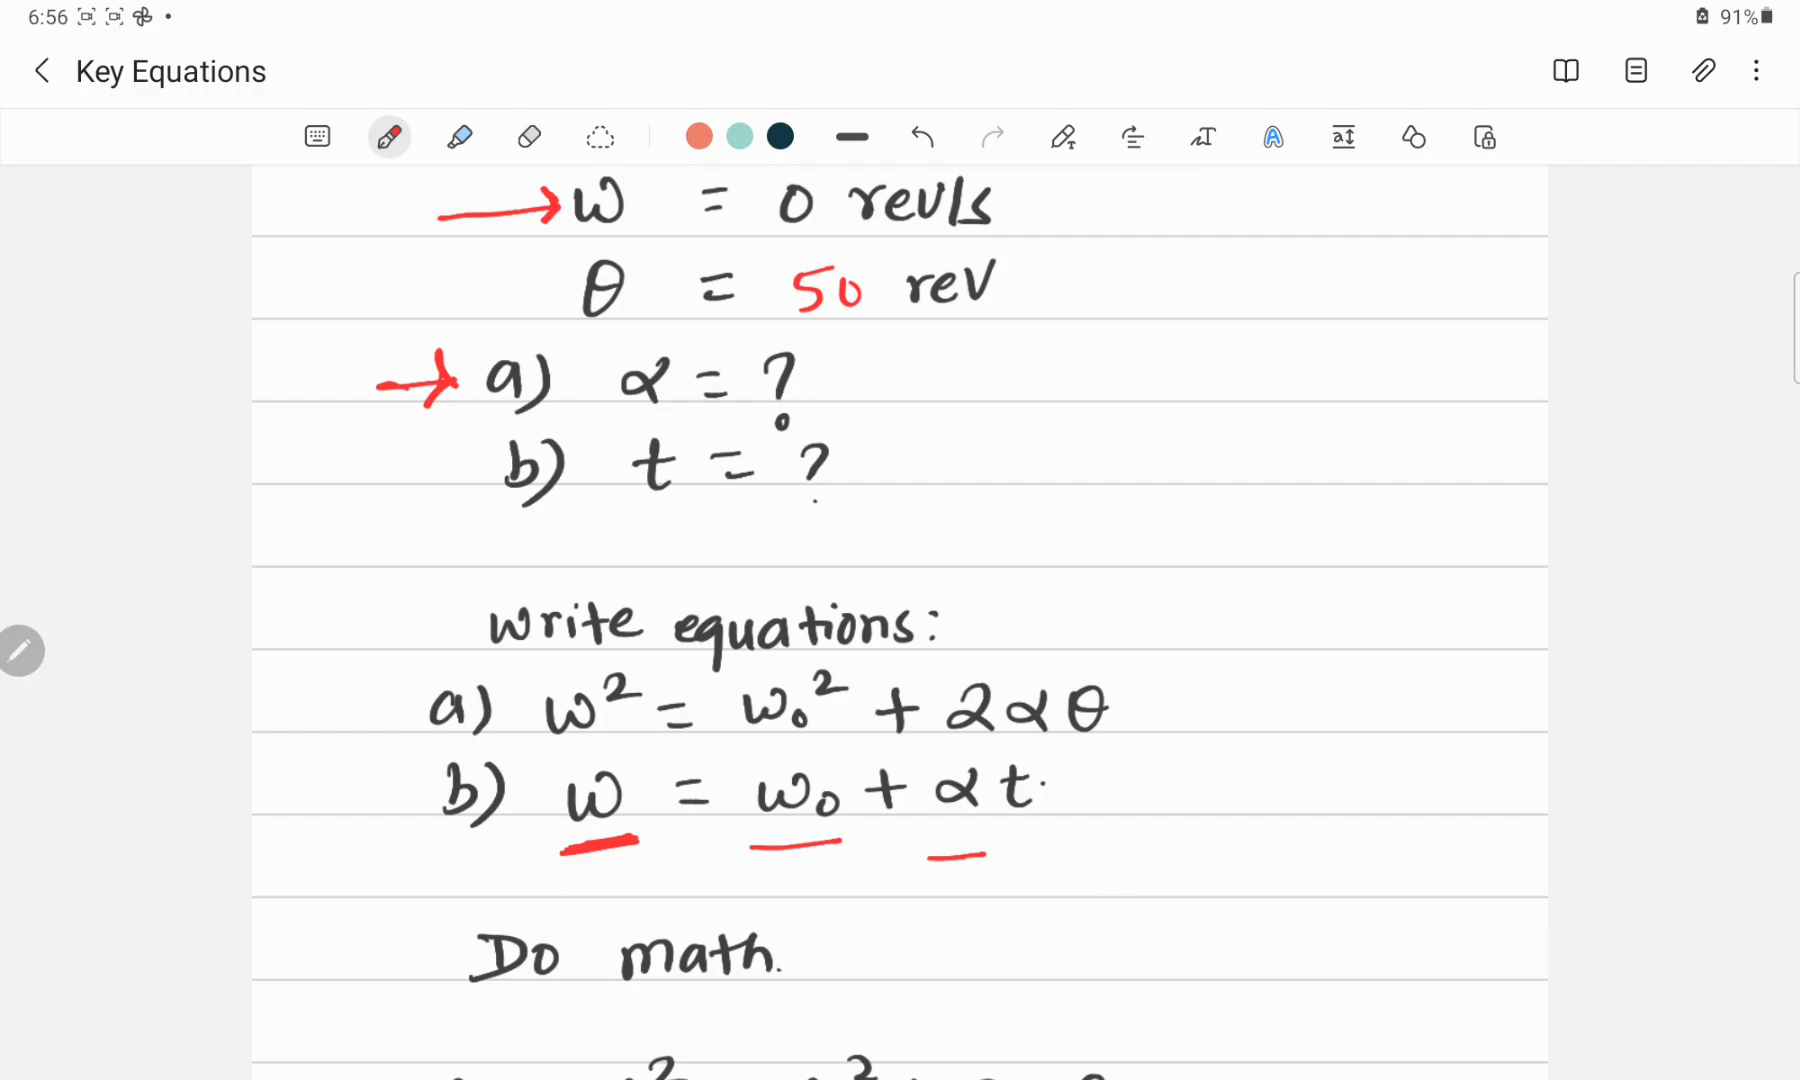 6:56
91%
Key Equations
→ ω = 0 rev/s
θ = 50 rev
→ a) α = ?
b) t = ?
Write equations:
a) ω² = ω₀² + 2αθ
b) ω = ω₀ + αt
Do math.